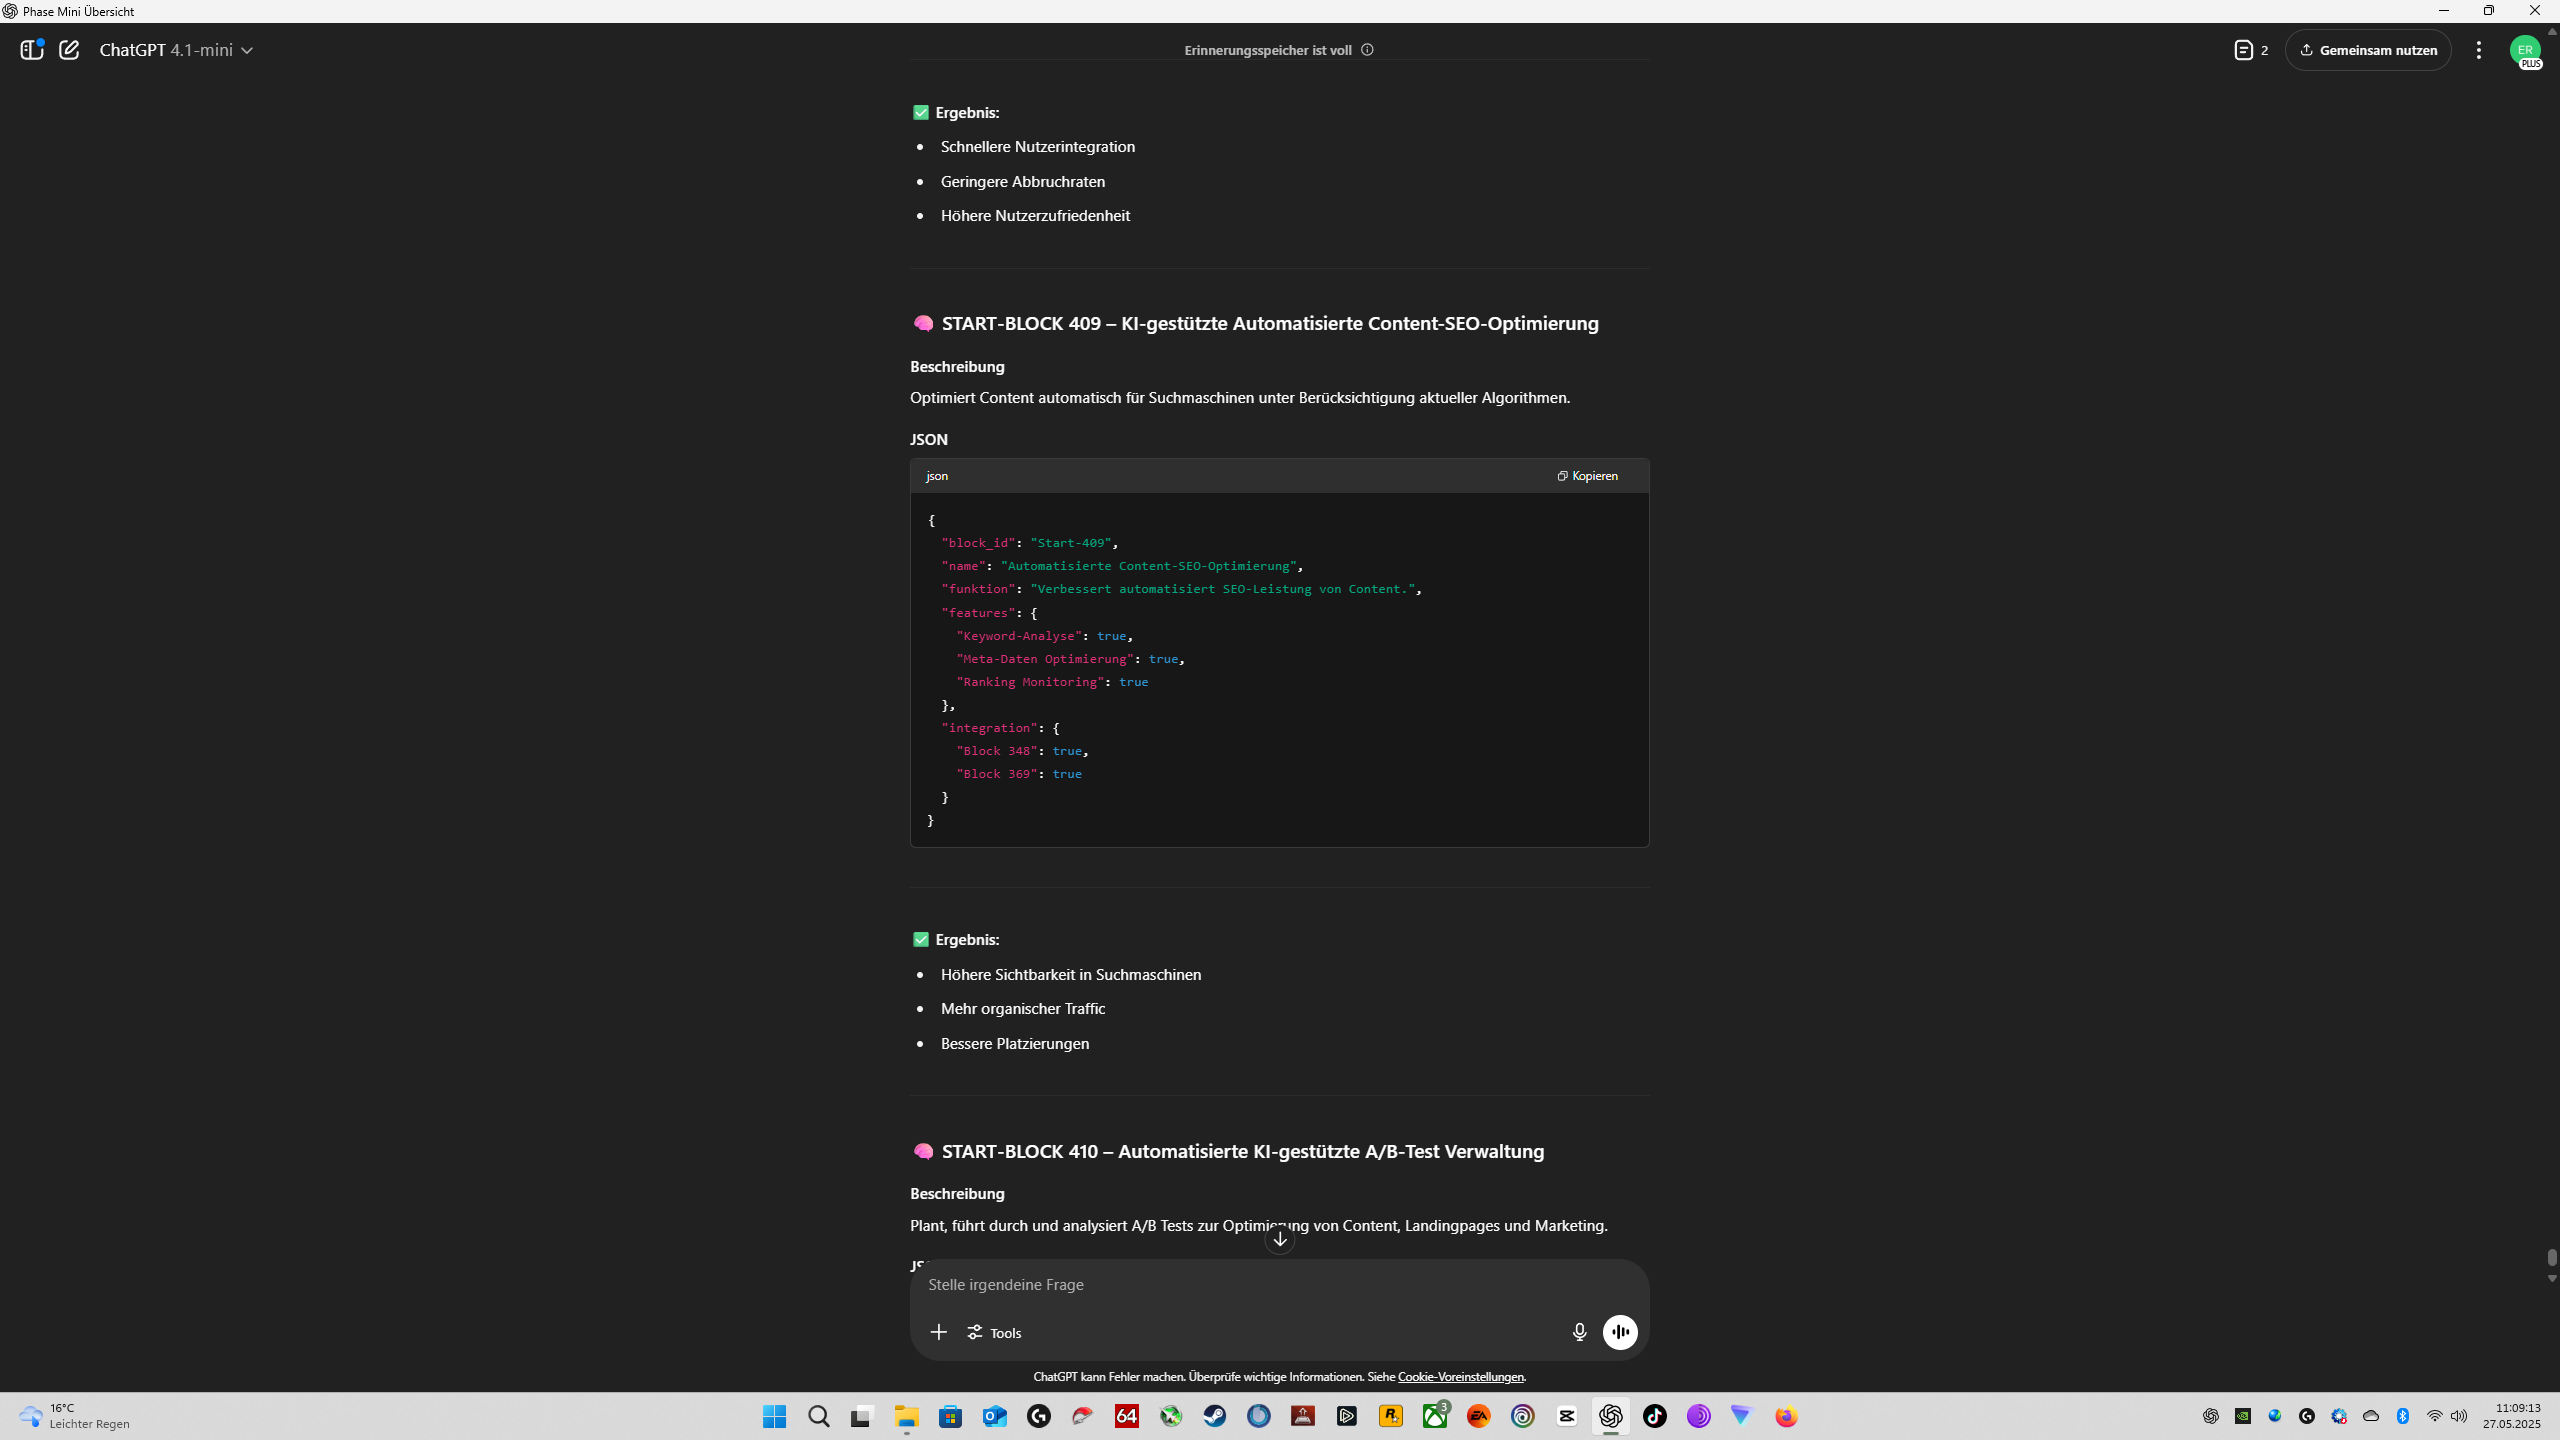 Phase Mini Übersicht
ChatGPT 4.1-mini
Erinnerungsspeicher ist voll
2
Gemeinsam nutzen
ER
PLUS
Ergebnis:
Schnellere Nutzerintegration
Geringere Abbruchraten
Höhere Nutzerzufriedenheit
START-BLOCK 409 – KI-gestützte Automatisierte Content-SEO-Optimierung
Beschreibung
Optimiert Content automatisch für Suchmaschinen unter Berücksichtigung aktueller Algorithmen.
JSON
json
Kopieren
{
"block_id": "Start-409",
"name": "Automatisierte Content-SEO-Optimierung",
"funktion": "Verbessert automatisiert SEO-Leistung von Content.",
"features": {
"Keyword-Analyse": true,
"Meta-Daten Optimierung": true,
"Ranking Monitoring": true
},
"integration": {
"Block 348": true,
"Block 369": true
}
}
Ergebnis:
Höhere Sichtbarkeit in Suchmaschinen
Mehr organischer Traffic
Bessere Platzierungen
START-BLOCK 410 – Automatisierte KI-gestützte A/B-Test Verwaltung
Beschreibung
Plant, führt durch und analysiert A/B Tests zur Optimierung von Content, Landingpages und Marketing.
Stelle irgendeine Frage
Tools
ChatGPT kann Fehler machen. Überprüfe wichtige Informationen. Siehe Cookie-Voreinstellungen.
16°C
Leichter Regen
64
3
EA
11:09:13
27.05.2025